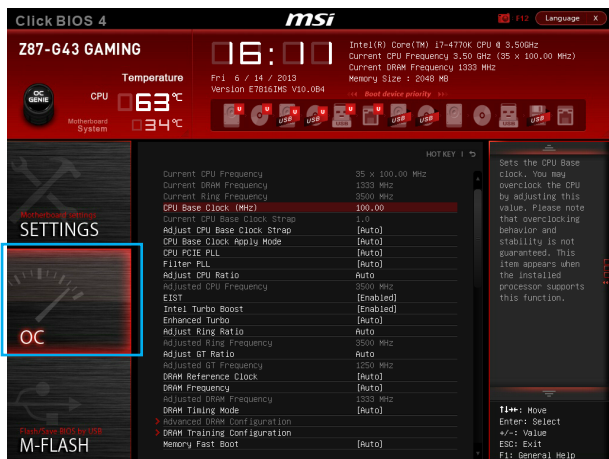 Click BIOS 4
msi
F12
Language X
Z87-G43 GAMING
16:00
Intel(R) Core(TM) i7-4770K CPU @ 3.50GHz
Current CPU Frequency 3.50 GHz (35 x 100.00 MHz)
Current DRAM Frequency 1333 MHz
Memory Size : 2048 MB
Temperature
Fri 6 / 14 / 2013
Version E7816IMS V10.0B4
Boot device priority
OC
GENIE
CPU 63°C
Motherboard
System 34°C
U USB USB U USB U USB USB USB
HOT KEY
Motherboard settings
SETTINGS
OC
Flash/Save BIOS by USB
M-FLASH
Current CPU Frequency 35 x 100.00 MHz
Current DRAM Frequency 1333 MHz
Current Ring Frequency 3500 MHz
CPU Base Clock (MHz) 100.00
Current CPU Base Clock Strap 1.0
Adjust CPU Base Clock Strap [Auto]
CPU Base Clock Apply Mode [Auto]
CPU PCIE PLL [Auto]
Filter PLL [Auto]
Adjust CPU Ratio Auto
Adjusted CPU Frequency 3500 MHz
EIST [Enabled]
Intel Turbo Boost [Enabled]
Enhanced Turbo [Auto]
Adjust Ring Ratio Auto
Adjusted Ring Frequency 3500 MHz
Adjust GT Ratio Auto
Adjusted GT Frequency 1250 MHz
DRAM Reference Clock [Auto]
DRAM Frequency [Auto]
Adjusted DRAM Frequency 1333 MHz
DRAM Timing Mode [Auto]
> Advanced DRAM Configuration
> DRAM Training Configuration
Memory Fast Boot [Auto]
Sets the CPU Base
clock. You may
overclock the CPU
by adjusting this
value. Please note
that overclocking
behavior and
stability is not
guaranteed. This
item appears when
the installed
processor supports
this function.
↑↓←→: Move
Enter: Select
+/-: Value
ESC: Exit
F1: General Help